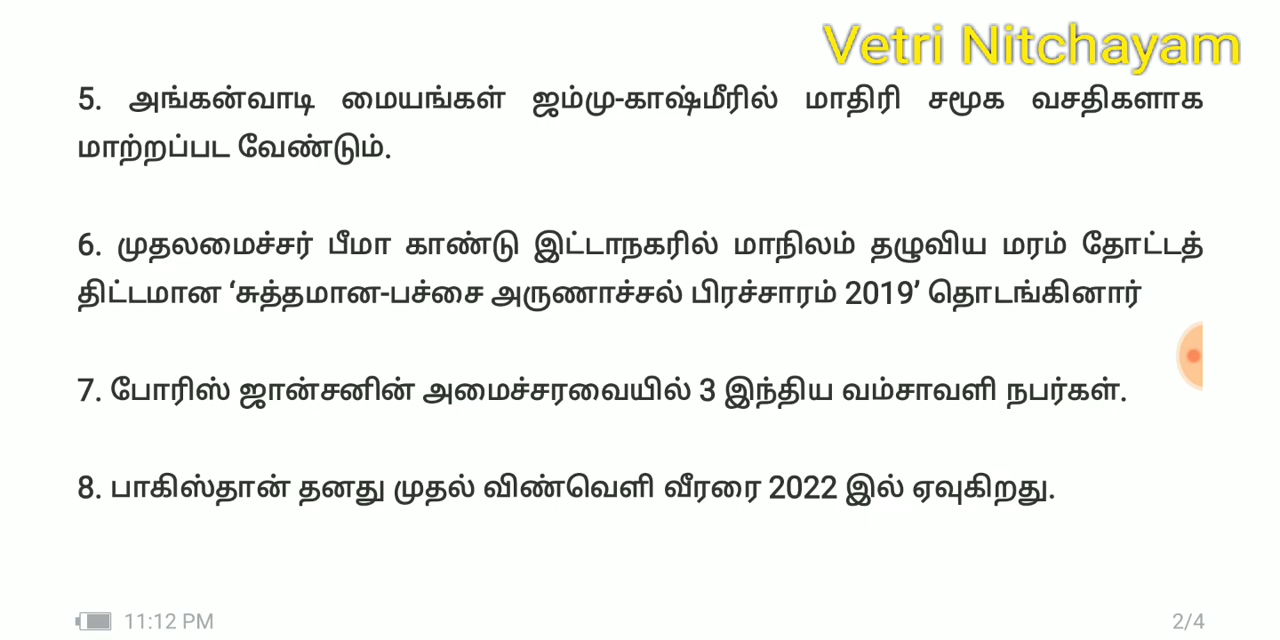 Vetri Nitchayam
5. அங்கன்வாடி மையங்கள் ஜம்மு-காஷ்மீரில் மாதிரி சமூக வசதிகளாக
மாற்றப்பட வேண்டும்.
6. முதலமைச்சர் பீமா காண்டு இட்டாநகரில் மாநிலம் தழுவிய மரம் தோட்டத்
திட்டமான ‘சுத்தமான-பச்சை அருணாச்சல் பிரச்சாரம் 2019’ தொடங்கினார்
7. போரிஸ் ஜான்சனின் அமைச்சரவையில் 3 இந்திய வம்சாவளி நபர்கள்.
8. பாகிஸ்தான் தனது முதல் விண்வெளி வீரரை 2022 இல் ஏவுகிறது.
11:12 PM
2/4